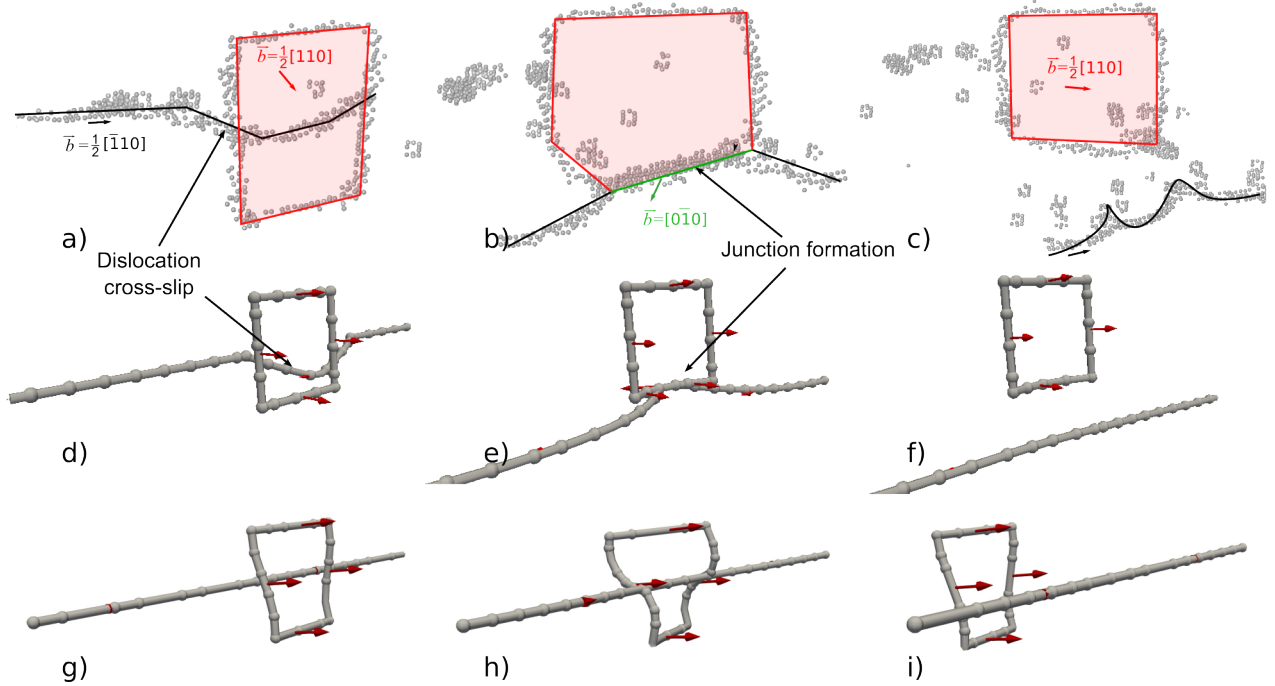 b̅=½[110]
b̅=½[1̅10]
a)
b̅=[01̅0]
b)
b̅=½[110]
c)
Dislocation
cross-slip
Junction formation
d)
e)
f)
g)
h)
i)